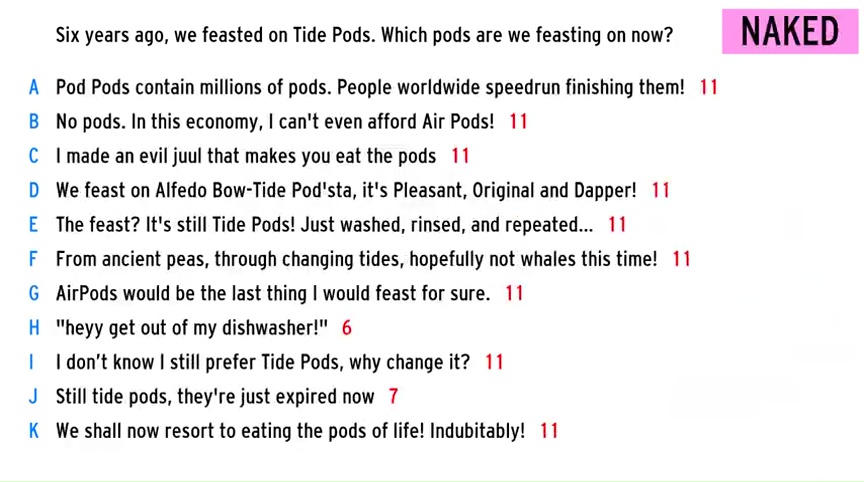 Six years ago, we feasted on Tide Pods. Which pods are we feasting on now?
NAKED
A Pod Pods contain millions of pods. People worldwide speedrun finishing them! 11
B No pods. In this economy, I can't even afford Air Pods! 11
C I made an evil juul that makes you eat the pods 11
D We feast on Alfedo Bow-Tide Pod'sta, it's Pleasant, Original and Dapper! 11
E The feast? It's still Tide Pods! Just washed, rinsed, and repeated... 11
F From ancient peas, through changing tides, hopefully not whales this time! 11
G AirPods would be the last thing I would feast for sure. 11
H "heyy get out of my dishwasher!" 6
I I don’t know I still prefer Tide Pods, why change it? 11
J Still tide pods, they're just expired now 7
K We shall now resort to eating the pods of life! Indubitably! 11